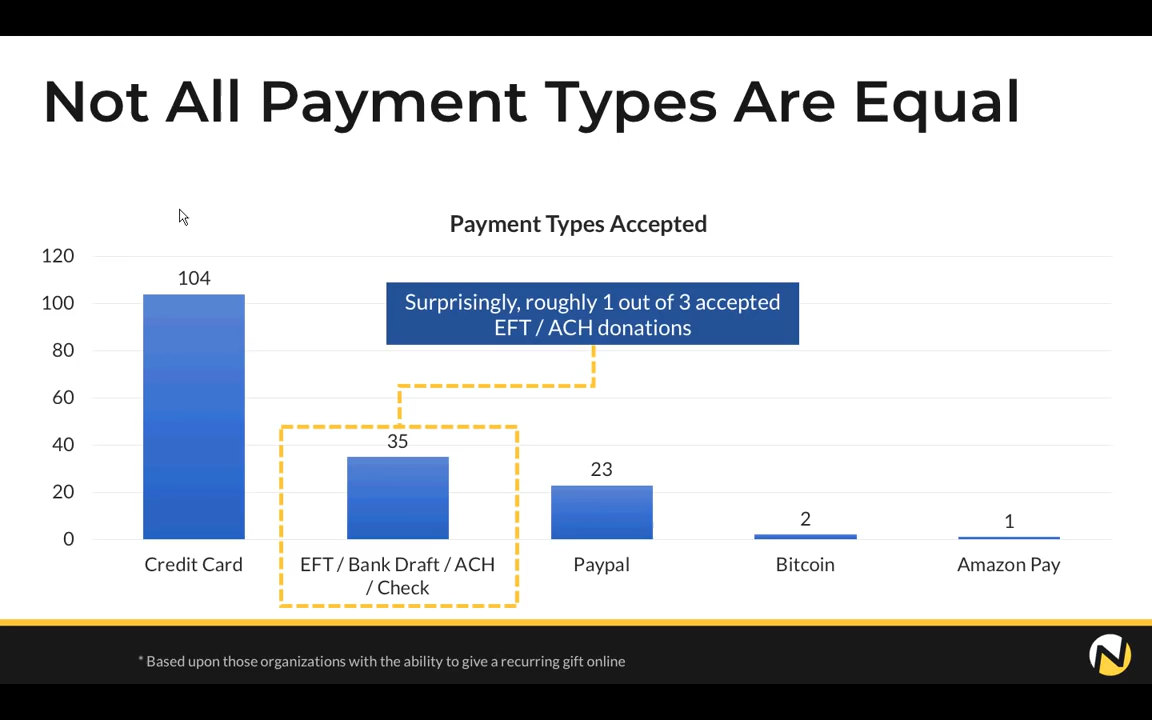 Not All Payment Types Are Equal
Payment Types Accepted
120
100
80
60
40
20
0
104
Surprisingly, roughly 1 out of 3 accepted
EFT / ACH donations
35
23
2
1
Credit Card
EFT / Bank Draft / ACH
/ Check
Paypal
Bitcoin
Amazon Pay
* Based upon those organizations with the ability to give a recurring gift online
N